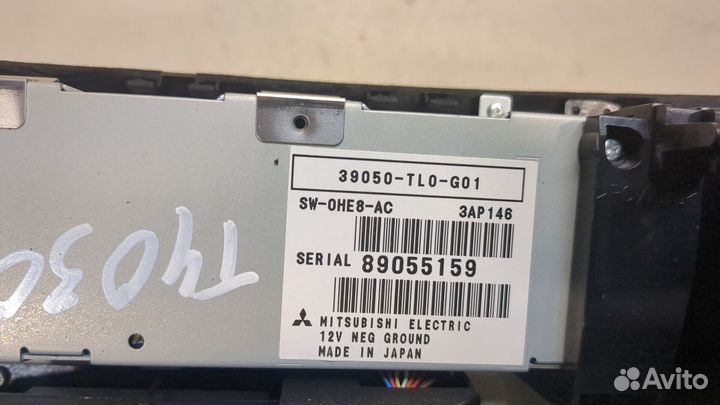 39050-TL0-G01
SW-0HE8-AC 3AP146
SERIAL 89055159
MITSUBISHI ELECTRIC
12V NEG GROUND
MADE IN JAPAN
Avito